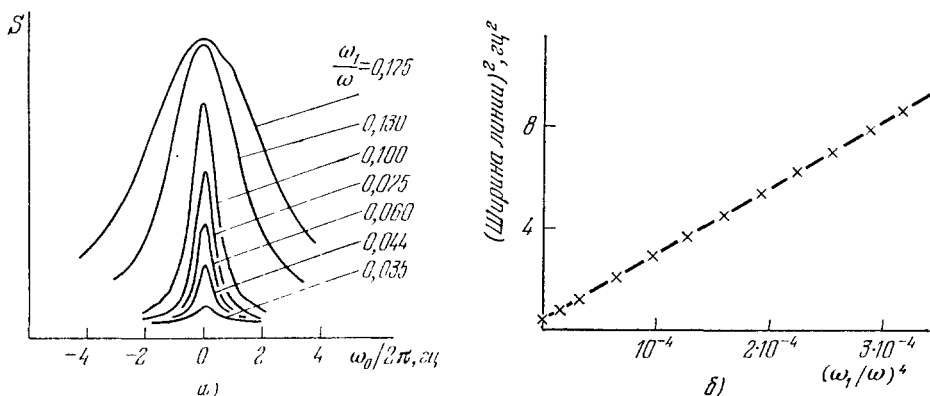 S
ω₁/ω=0,175
0,130
0,100
0,075
0,060
0,044
0,035
−4 −2 0 2 4 ω₀/2π, гц
а)
(Ширина линии)², гц²
8
4
10⁻⁴ 2·10⁻⁴ 3·10⁻⁴
(ω₁/ω)⁴
б)